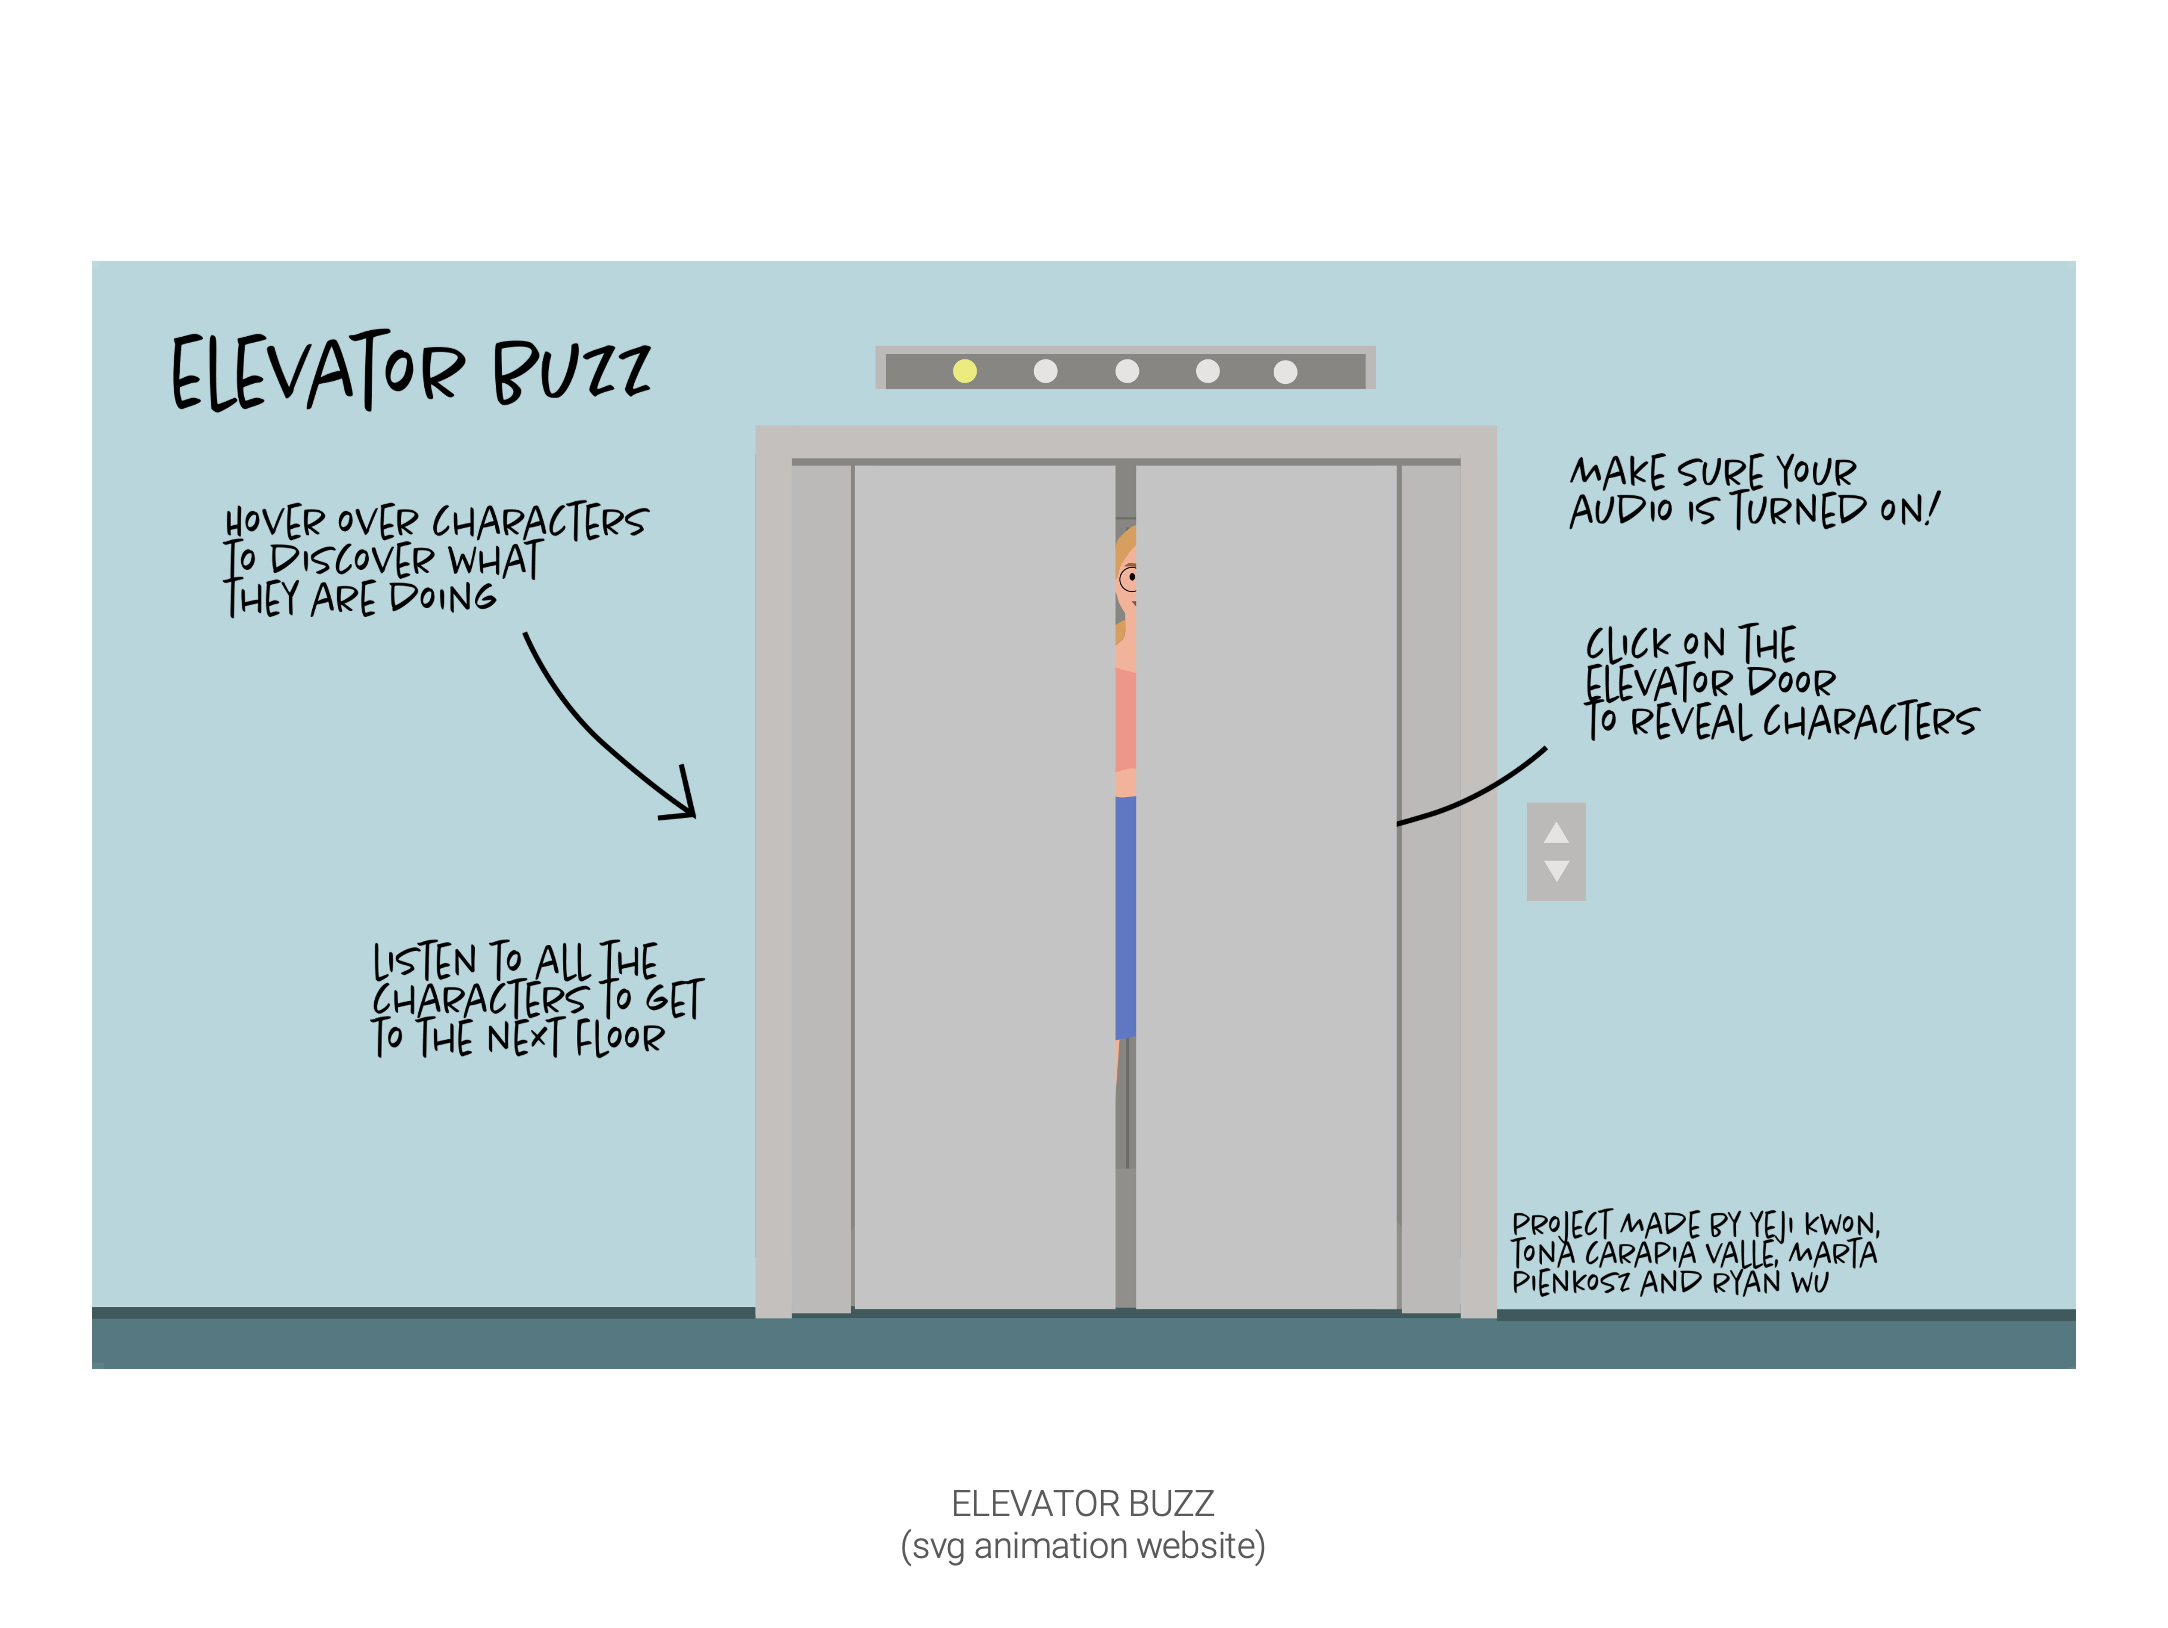 ELEVATOR BUZZ
HOVER OVER CHARACTERS
TO DISCOVER WHAT
THEY ARE DOING
MAKE SURE YOUR
AUDIO IS TURNED ON!
CLICK ON THE
ELEVATOR DOOR
TO REVEAL CHARACTERS
LISTEN TO ALL THE
CHARACTERS TO GET
TO THE NEXT FLOOR
PROJECT MADE BY YEJI KWON,
TONA CARAPIA VALLE, MARTA
PIENKOSZ AND RYAN WU
ELEVATOR BUZZ
(svg animation website)